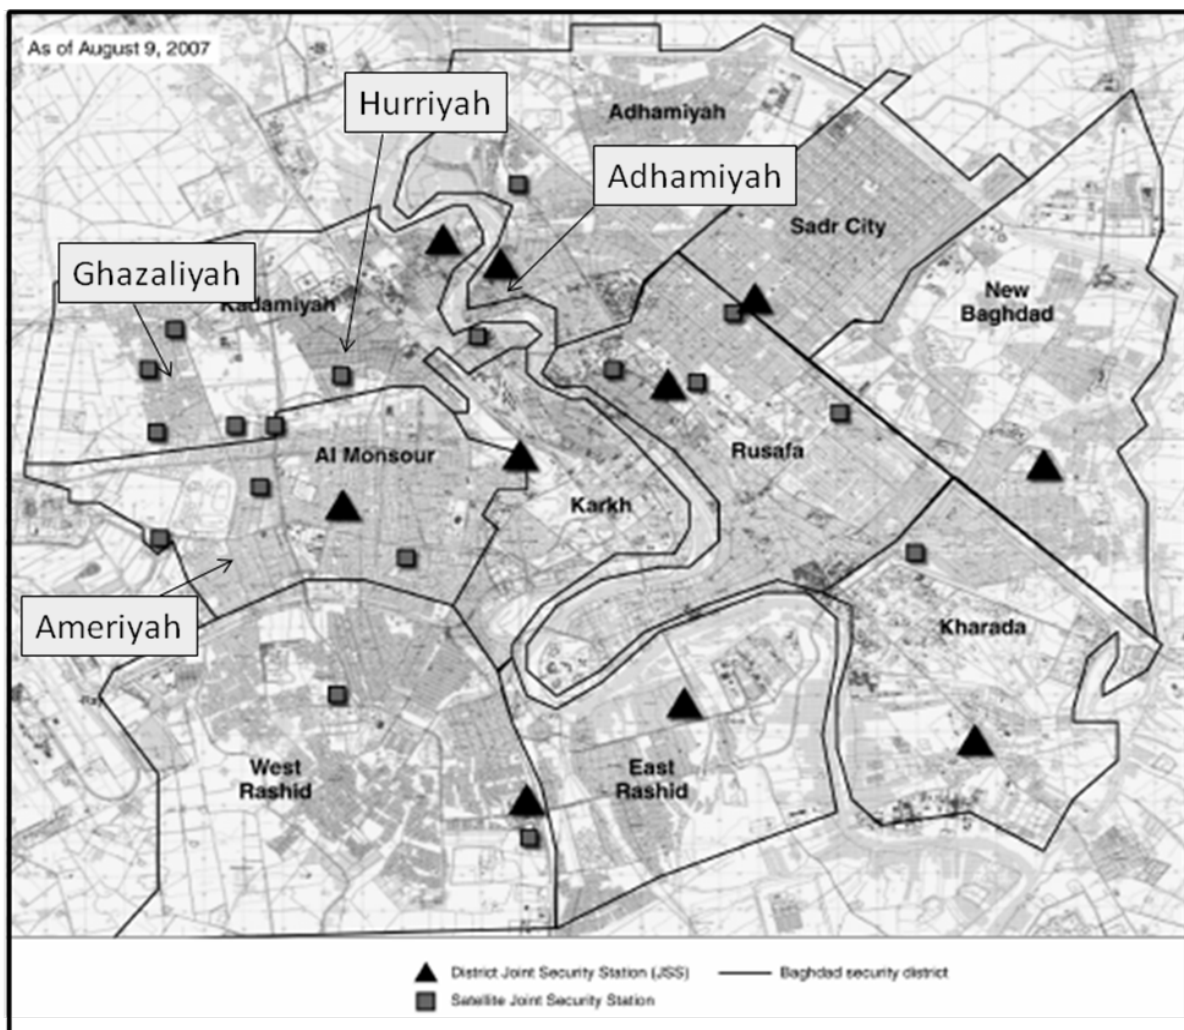 As of August 9, 2007
Hurriyah
Adhamiyah
Adhamiyah
Sadr City
Ghazaliyah
Kadamiyah
New
Baghdad
Al Monsour
Rusafa
Karkh
Ameriyah
Kharada
West
Rashid
East
Rashid
District Joint Security Station (JSS)
Baghdad security district
Satellite Joint Security Station